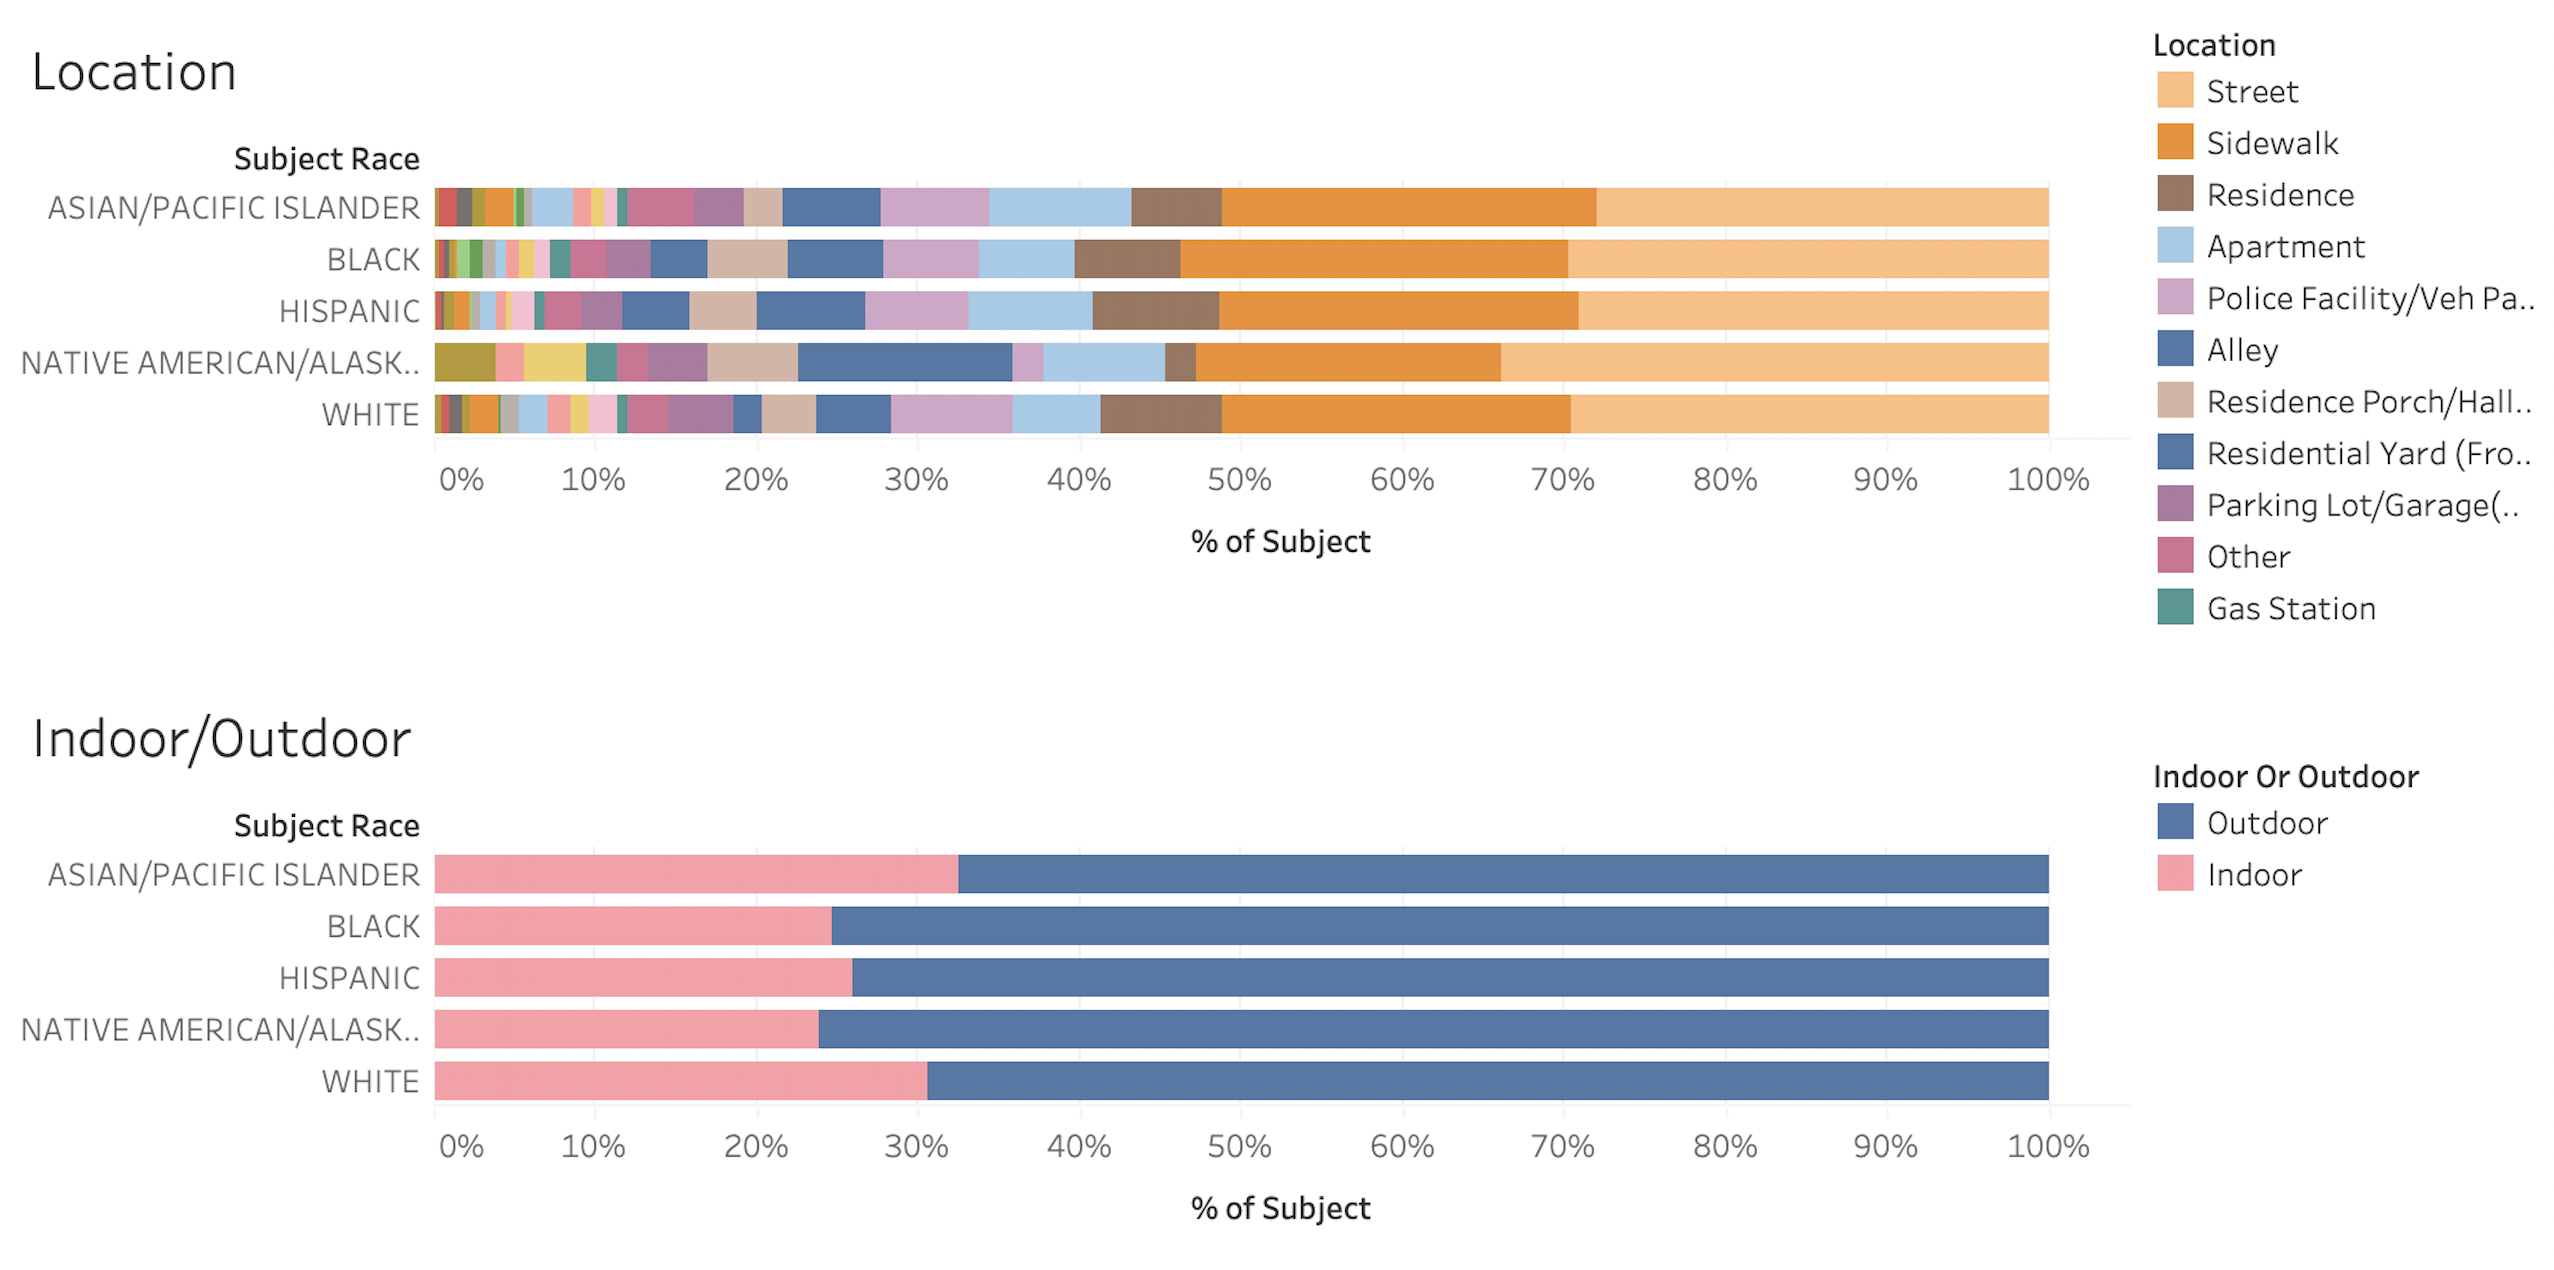 Location
Subject Race
ASIAN/PACIFIC ISLANDER
BLACK
HISPANIC
NATIVE AMERICAN/ALASK..
WHITE
0% 10% 20% 30% 40% 50% 60% 70% 80% 90% 100%
% of Subject
Location
Street
Sidewalk
Residence
Apartment
Police Facility/Veh Pa..
Alley
Residence Porch/Hall..
Residential Yard (Fro..
Parking Lot/Garage(..
Other
Gas Station
Indoor/Outdoor
Subject Race
ASIAN/PACIFIC ISLANDER
BLACK
HISPANIC
NATIVE AMERICAN/ALASK..
WHITE
0% 10% 20% 30% 40% 50% 60% 70% 80% 90% 100%
% of Subject
Indoor Or Outdoor
Outdoor
Indoor